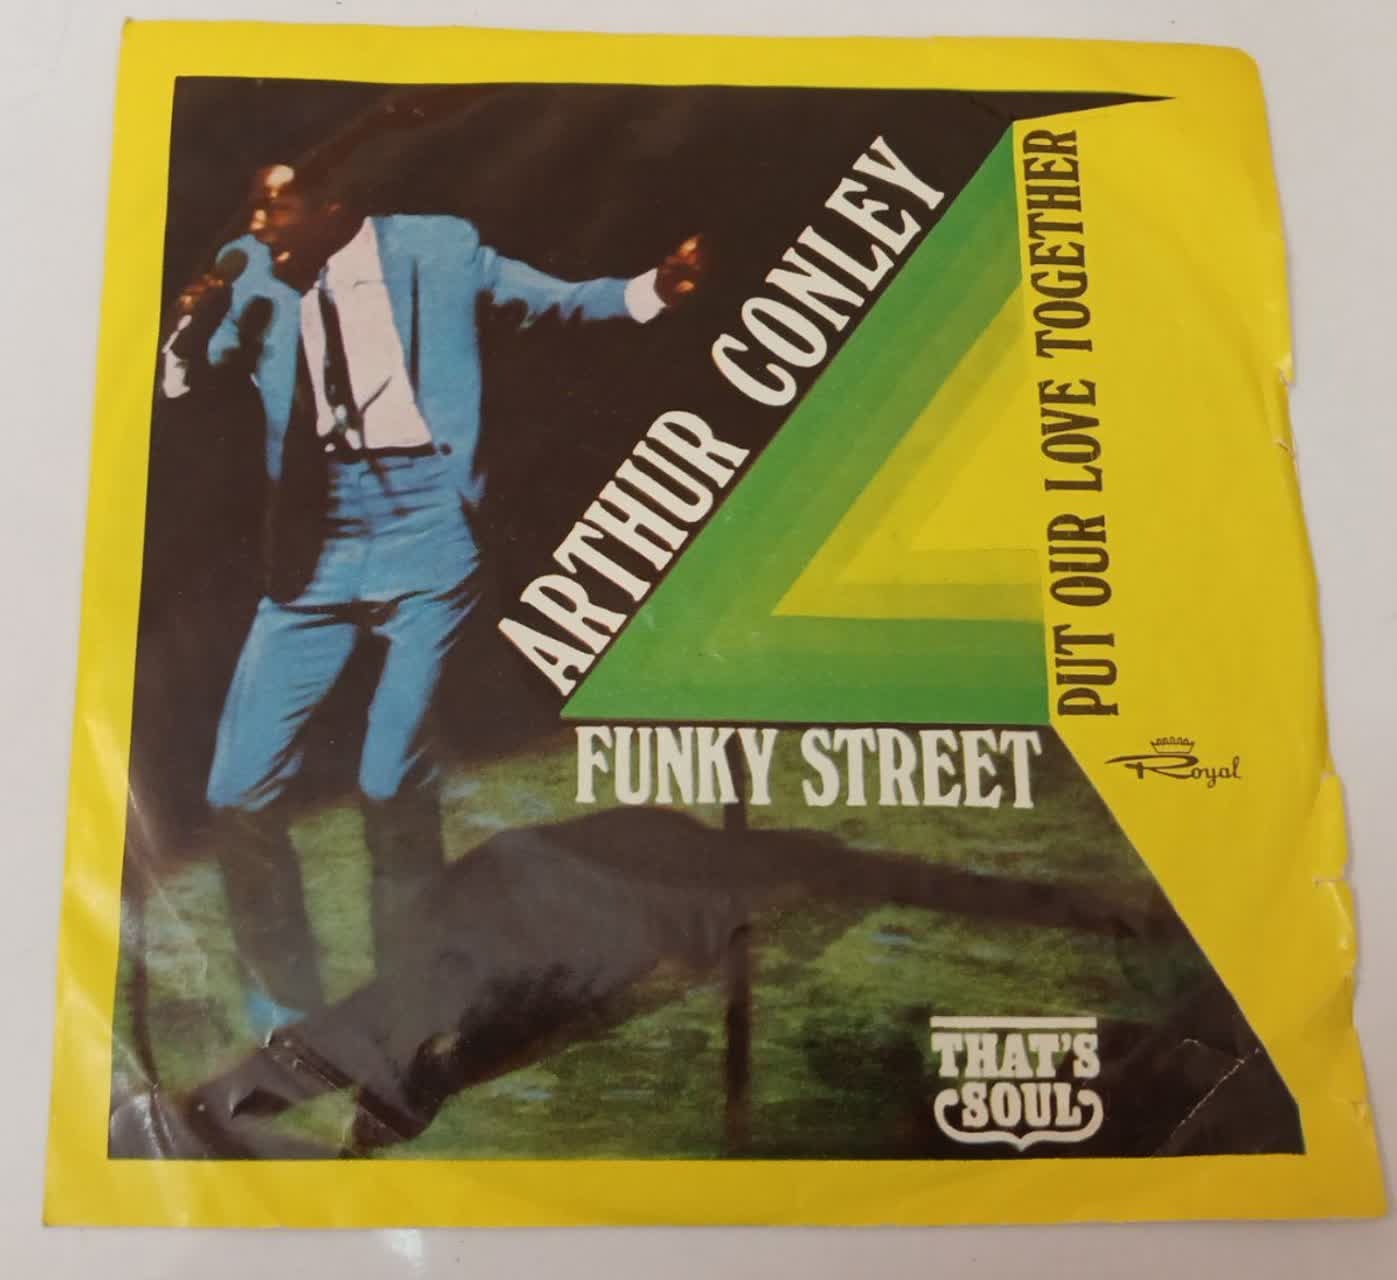 ARTHUR CONLEY
PUT OUR LOVE TOGETHER
FUNKY STREET
Royal
THAT'S
SOUL